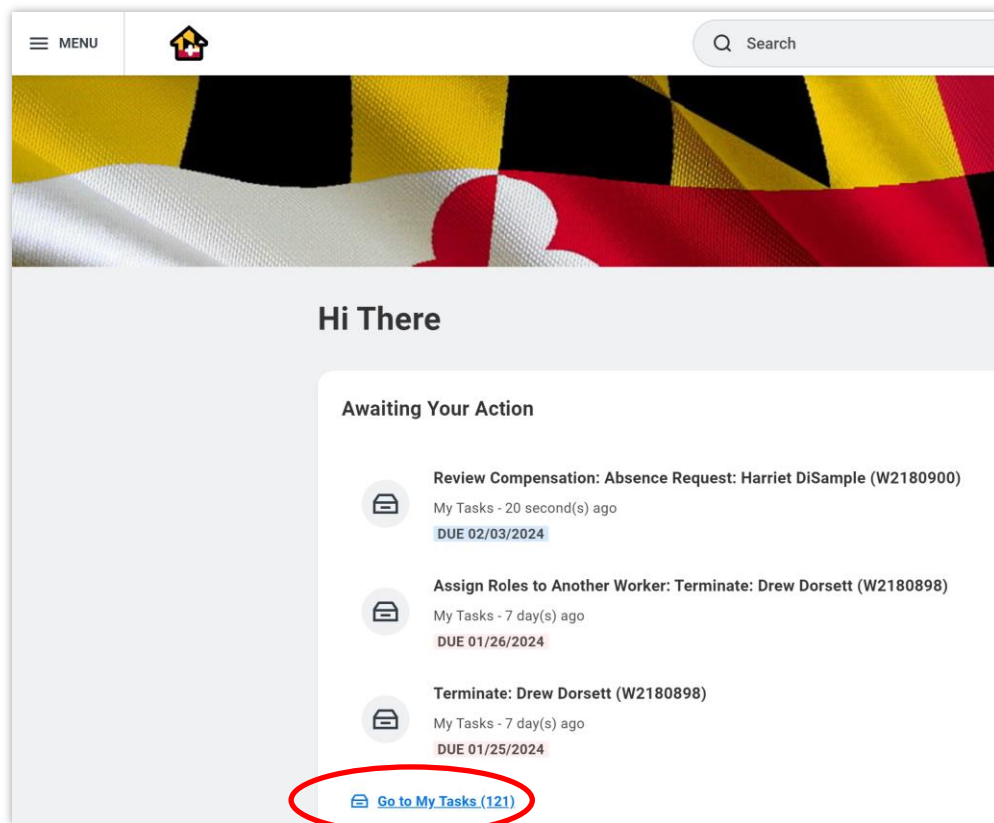 MENU
Search
Hi There
Awaiting Your Action
Review Compensation: Absence Request: Harriet DiSample (W2180900)
My Tasks - 20 second(s) ago
DUE 02/03/2024
Assign Roles to Another Worker: Terminate: Drew Dorsett (W2180898)
My Tasks - 7 day(s) ago
DUE 01/26/2024
Terminate: Drew Dorsett (W2180898)
My Tasks - 7 day(s) ago
DUE 01/25/2024
Go to My Tasks (121)